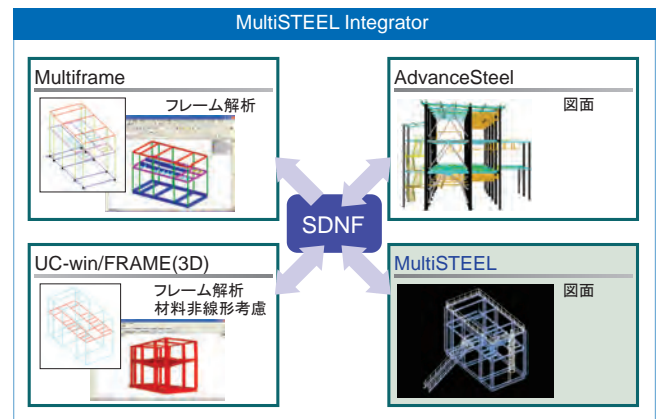 MultiSTEEL Integrator
Multiframe
フレーム解析
AdvanceSteel
図面
SDNF
UC-win/FRAME(3D)
フレーム解析
材料非線形考慮
MultiSTEEL
図面